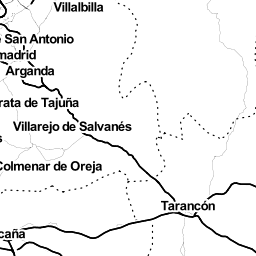 Villalbilla
San Antonio
madrid
Arganda
rata de Tajuña
Villarejo de Salvanés
Colmenar de Oreja
Tarancón
caña